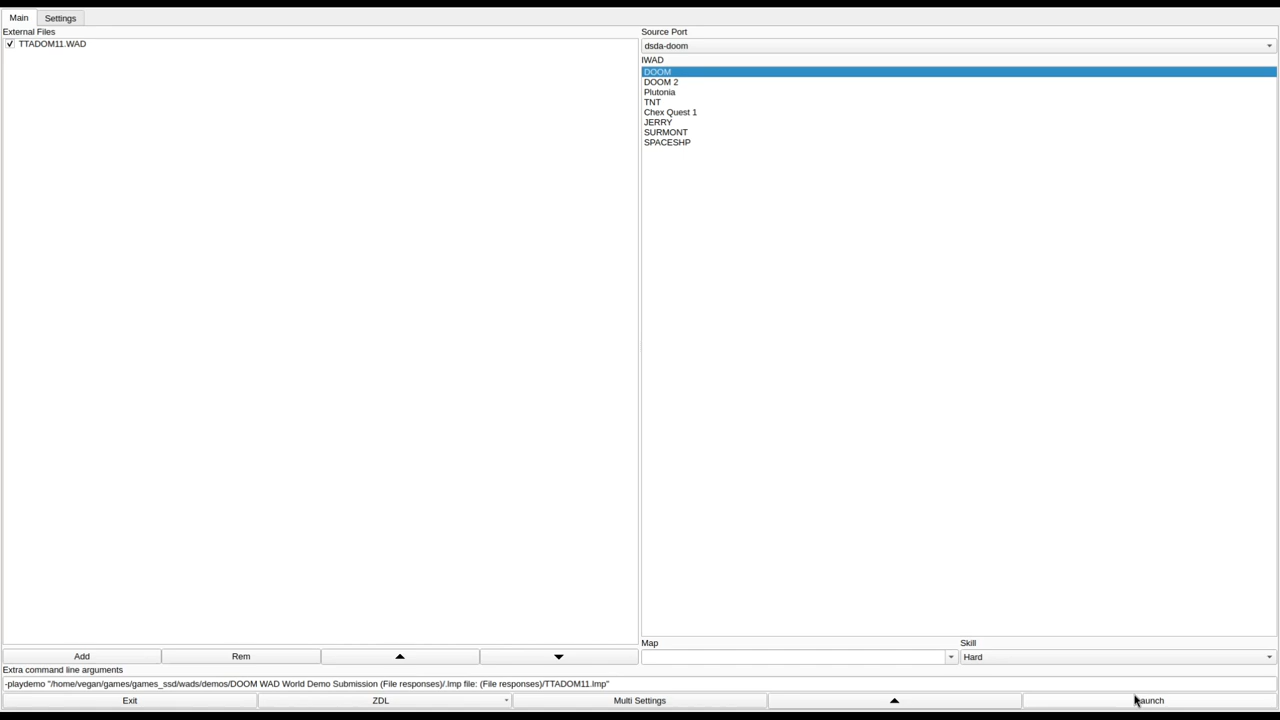 Main Settings
External Files
TTADOM11.WAD
Source Port
dsda-doom
IWAD
DOOM
DOOM 2
Plutonia
TNT
Chex Quest 1
JERRY
SURMONT
SPACESHP
Map Skill
Hard
Add Rem
Extra command line arguments
-playdemo "/home/vegan/games/games_ssd/wads/demos/DOOM WAD World Demo Submission (File responses)/.lmp file: (File responses)/TTADOM11.lmp"
Exit ZDL Multi Settings Launch